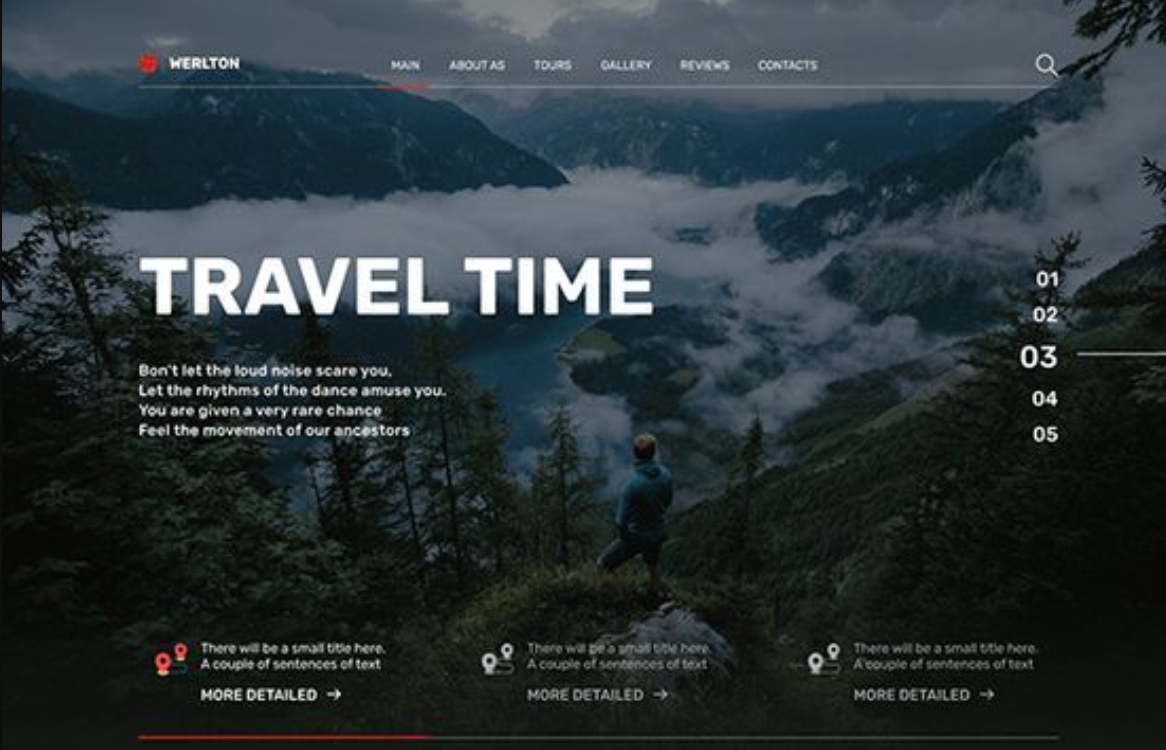 WERLTON
MAIN ABOUT AS TOURS GALLERY REVIEWS CONTACTS
TRAVEL TIME
01
02
03
04
05
Bon't let the loud noise scare you,
Let the rhythms of the dance amuse you.
You are given a very rare chance
Feel the movement of our ancestors
There will be a small title here.
A couple of sentences of text
MORE DETAILED →
There will be a small title here.
A couple of sentences of text
MORE DETAILED →
There will be a small title here.
A couple of sentences of text
MORE DETAILED →